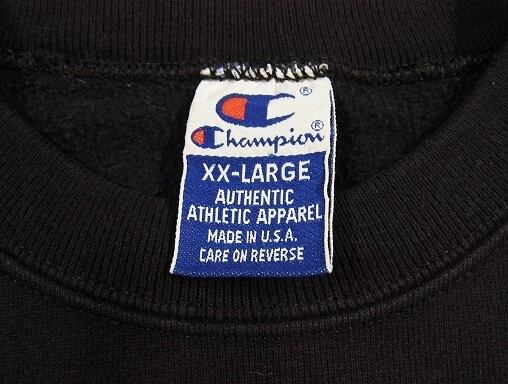 ®
Champion®
XX-LARGE
AUTHENTIC
ATHLETIC APPAREL
MADE IN U.S.A.
CARE ON REVERSE